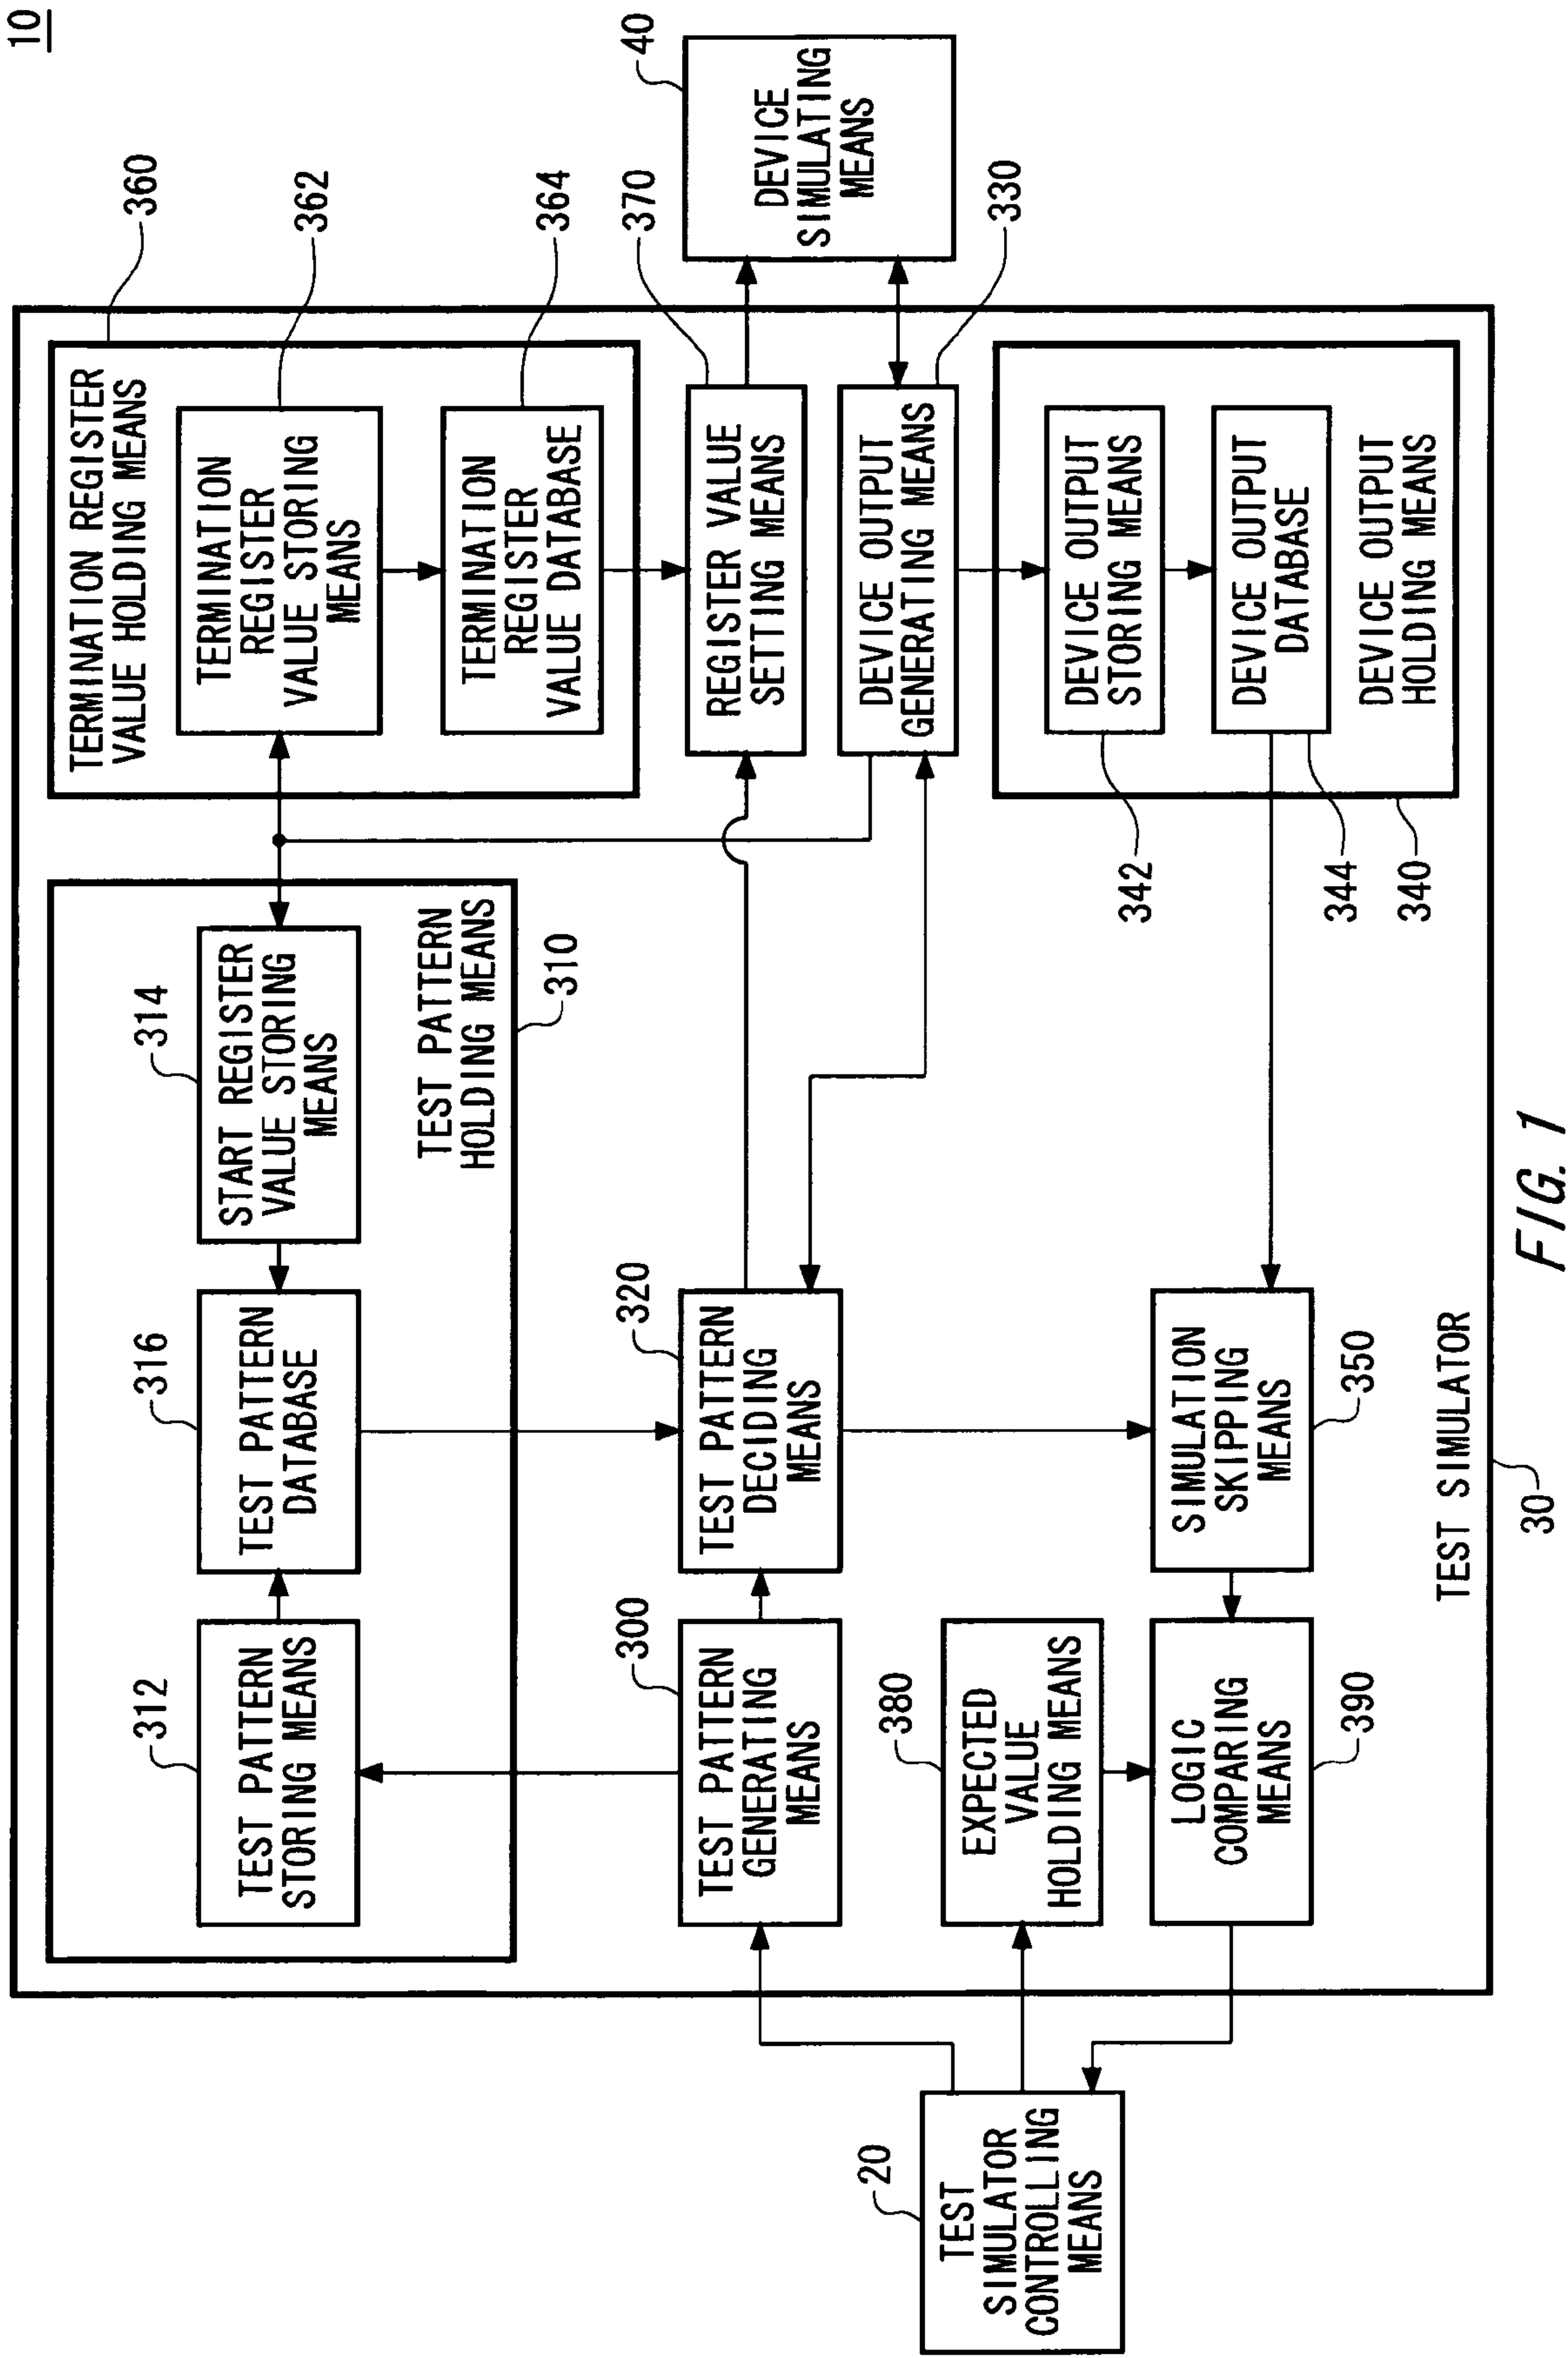 10
TEST
SIMULATOR
CONTROLLING
MEANS
20
TEST PATTERN
STORING MEANS
312
TEST PATTERN
DATABASE
316
START REGISTER
VALUE STORING
MEANS
314
TEST PATTERN
HOLDING MEANS
310
TERMINATION REGISTER
VALUE HOLDING MEANS
360
TERMINATION
REGISTER
VALUE STORING
MEANS
362
TERMINATION
REGISTER
VALUE DATABASE
364
TEST PATTERN
GENERATING
MEANS
300
TEST PATTERN
DECIDING
MEANS
320
REGISTER VALUE
SETTING MEANS
370
DEVICE OUTPUT
GENERATING MEANS
330
DEVICE
SIMULATING
MEANS
40
EXPECTED
VALUE
HOLDING MEANS
380
LOGIC
COMPARING
MEANS
390
SIMULATION
SKIPPING
MEANS
350
DEVICE OUTPUT
STORING MEANS
342
DEVICE OUTPUT
DATABASE
344
DEVICE OUTPUT
HOLDING MEANS
340
TEST SIMULATOR
30
FIG. 1